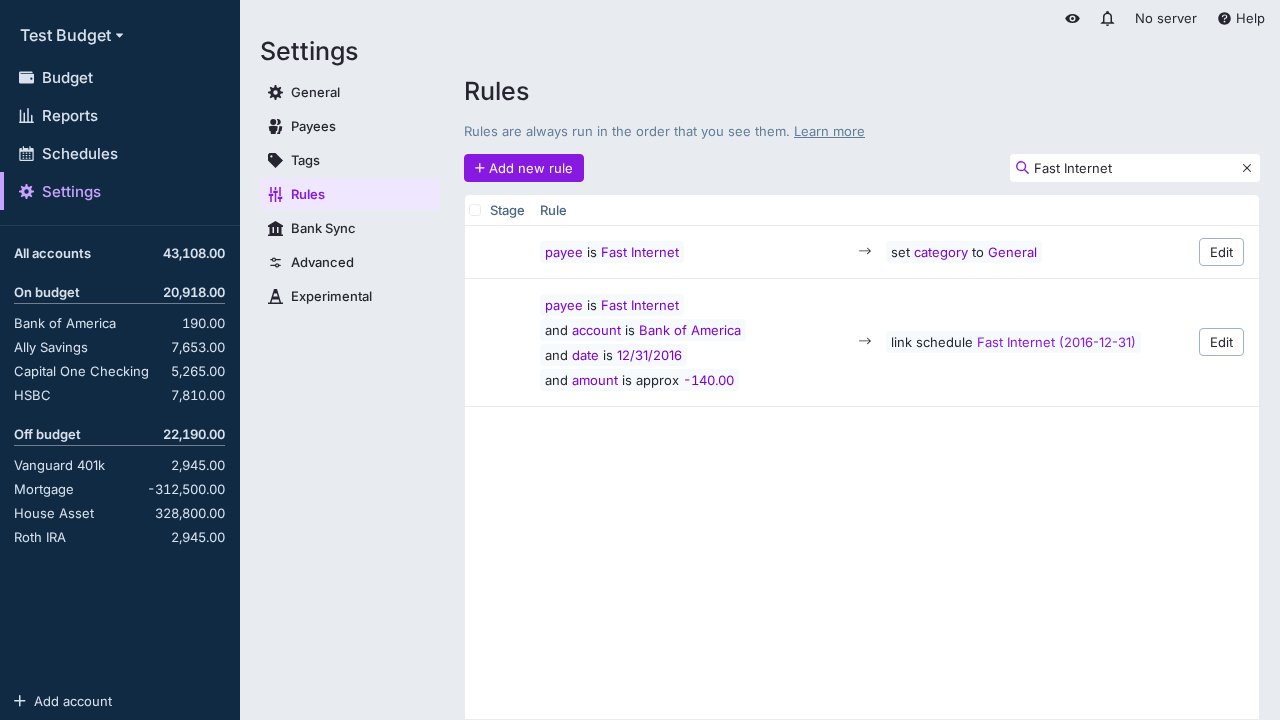 Test Budget
Budget
Reports
Schedules
Settings
All accounts 43,108.00
On budget 20,918.00
Bank of America 190.00
Ally Savings 7,653.00
Capital One Checking 5,265.00
HSBC 7,810.00
Off budget 22,190.00
Vanguard 401k 2,945.00
Mortgage -312,500.00
House Asset 328,800.00
Roth IRA 2,945.00
Add account
No server
Help
Settings
General
Payees
Tags
Rules
Bank Sync
Advanced
Experimental
Rules
Rules are always run in the order that you see them. Learn more
Add new rule
Fast Internet
Stage Rule
payee is Fast Internet → set category to General Edit
payee is Fast Internet
and account is Bank of America
and date is 12/31/2016
and amount is approx -140.00
→ link schedule Fast Internet (2016-12-31) Edit